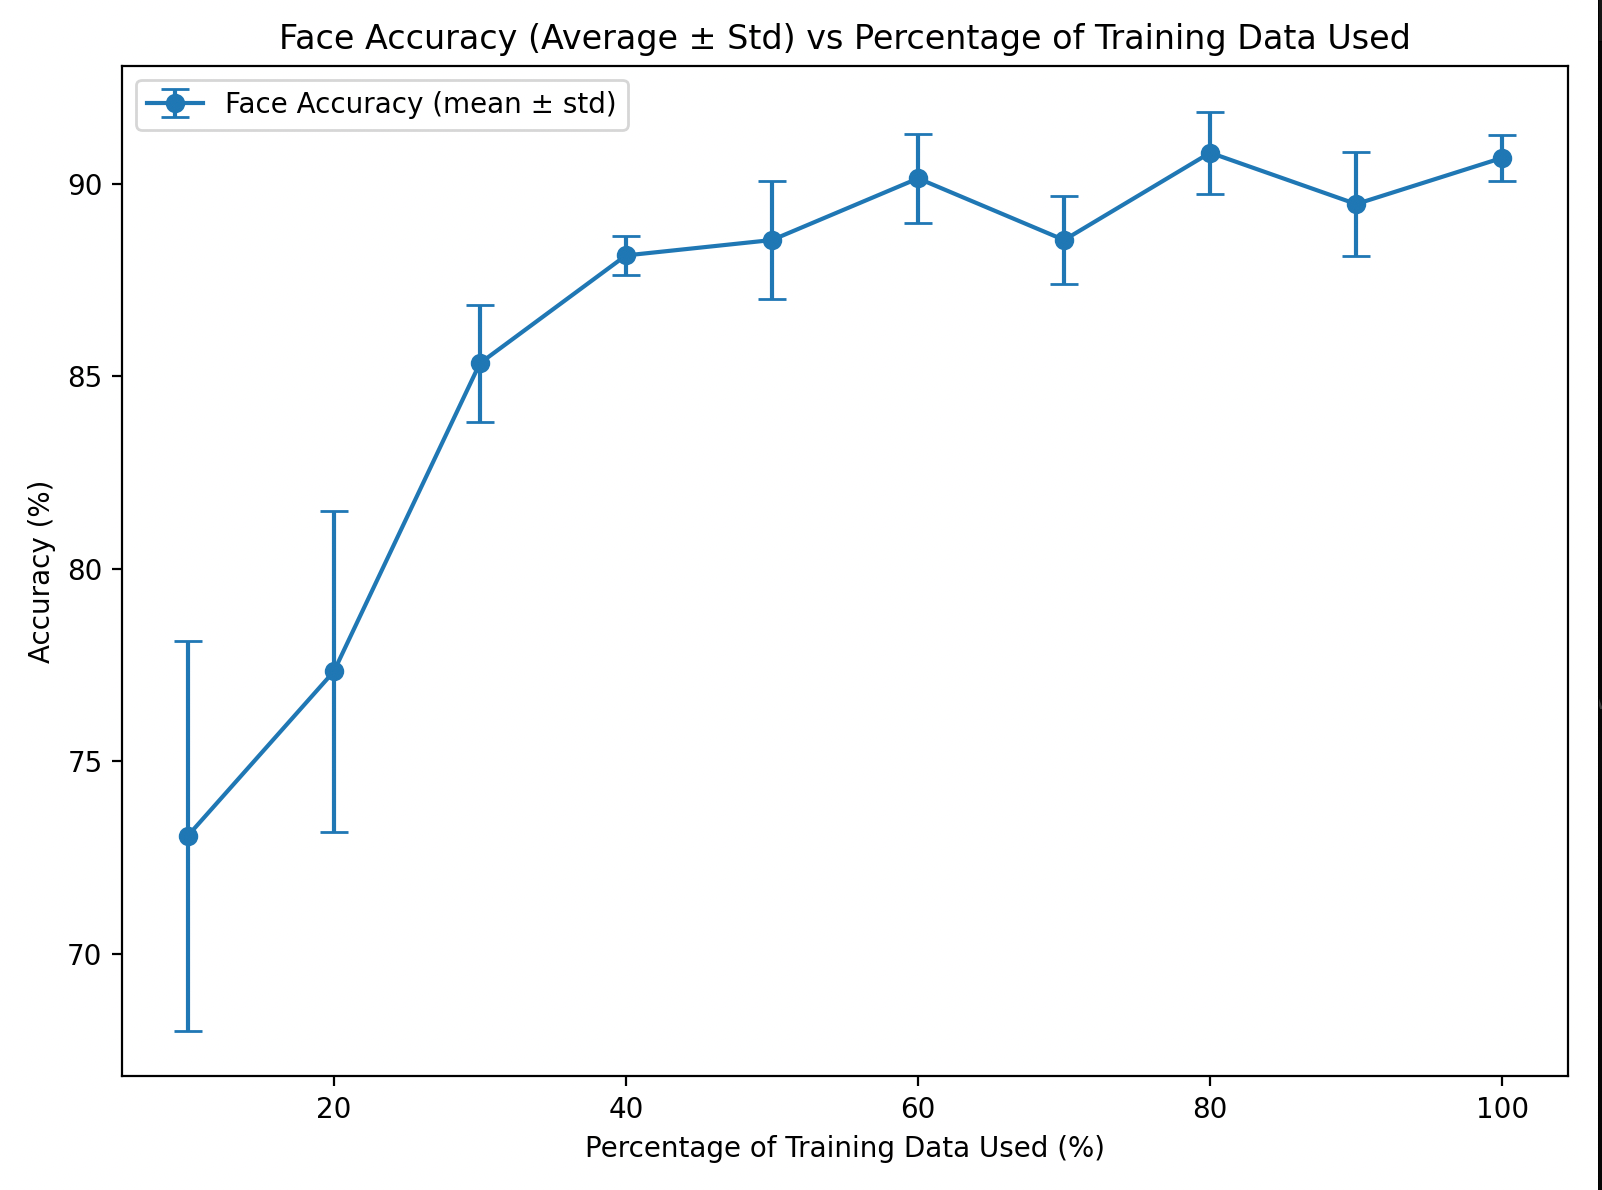 Face Accuracy (Average ± Std) vs Percentage of Training Data Used
Face Accuracy (mean ± std)
90
85
80
75
70
Accuracy (%)
20 40 60 80 100
Percentage of Training Data Used (%)